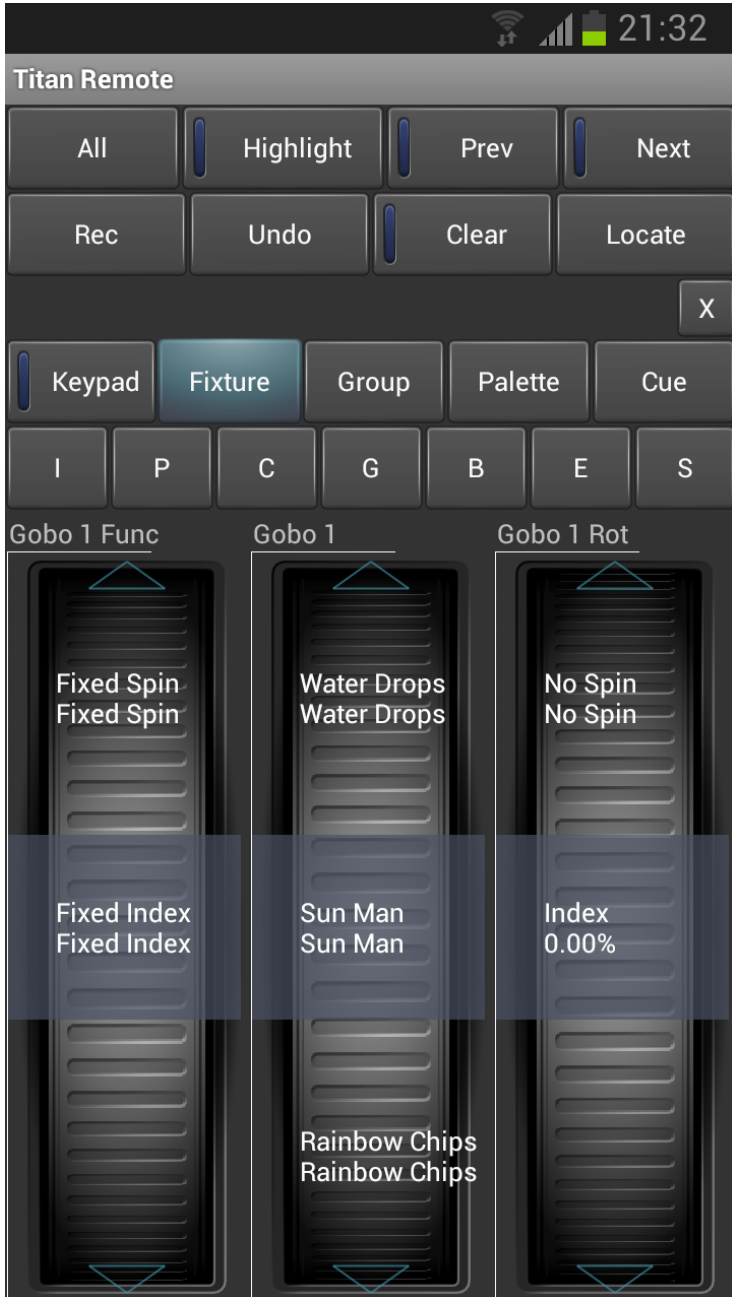 21:32
Titan Remote
All Highlight Prev Next
Rec Undo Clear Locate
X
Keypad Fixture Group Palette Cue
I P C G B E S
Gobo 1 Func Gobo 1 Gobo 1 Rot
Fixed Spin Water Drops No Spin
Fixed Spin Water Drops No Spin
Fixed Index Sun Man Index
Fixed Index Sun Man 0.00%
Rainbow Chips
Rainbow Chips